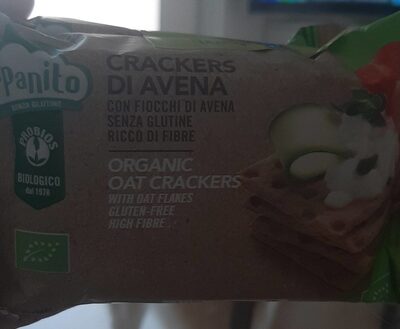 Panito
SENZA GLUTINE
PROBIOS
BIOLOGICO
dal 1978
CRACKERS
DI AVENA
CON FIOCCHI DI AVENA
SENZA GLUTINE
RICCO DI FIBRE
ORGANIC
OAT CRACKERS
WITH OAT FLAKES
GLUTEN-FREE
HIGH FIBRE